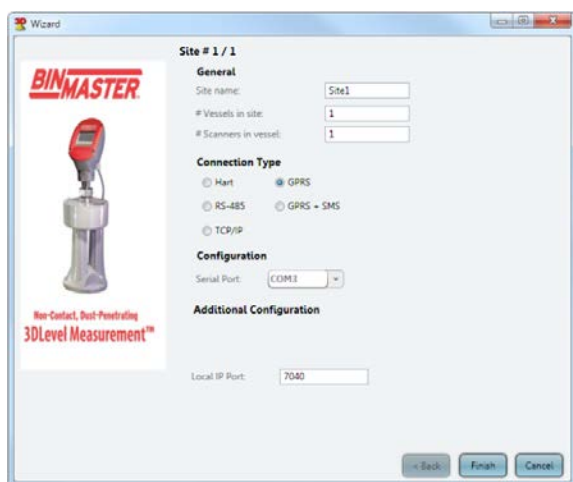 Wizard
BINMASTER
Non-Contact, Dust-Penetrating
3DLevel Measurement™
Site # 1 / 1
General
Site name: Site1
# Vessels in site: 1
# Scanners in vessel: 1
Connection Type
Hart GPRS
RS-485 GPRS + SMS
TCP/IP
Configuration
Serial Port: COM3
Additional Configuration
Local IP Port: 7040
< Back Finish Cancel